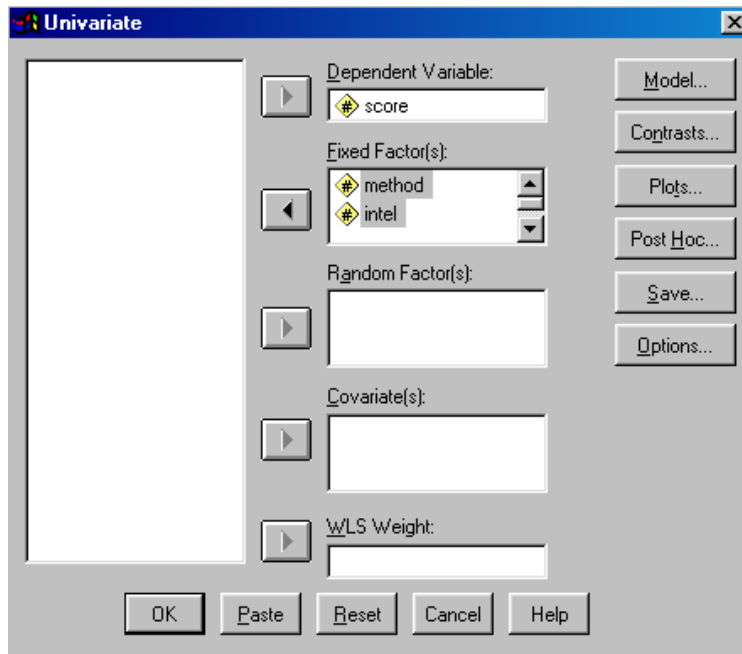 Univariate
Dependent Variable:
score
Fixed Factor(s):
method
intel
Random Factor(s):
Covariate(s):
WLS Weight:
Model...
Contrasts...
Plots...
Post Hoc...
Save...
Options...
OK
Paste
Reset
Cancel
Help